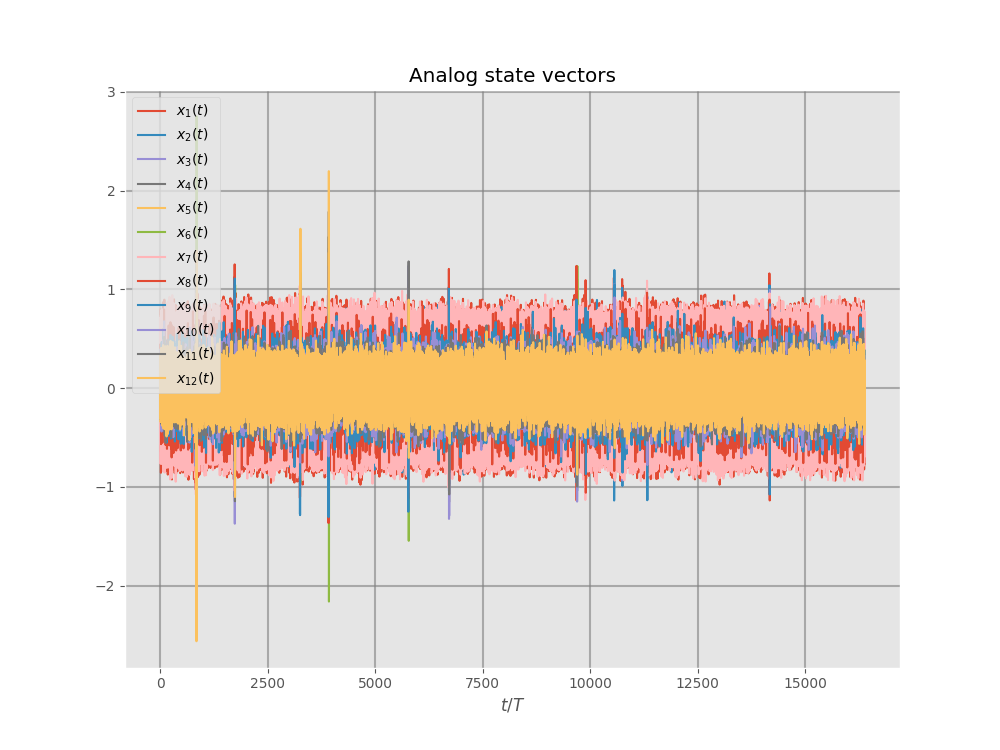 Analog state vectors
3
2
1
0
−1
−2
x₁(t)
x₂(t)
x₃(t)
x₄(t)
x₅(t)
x₆(t)
x₇(t)
x₈(t)
x₉(t)
x₁₀(t)
x₁₁(t)
x₁₂(t)
0 2500 5000 7500 10000 12500 15000
t/T